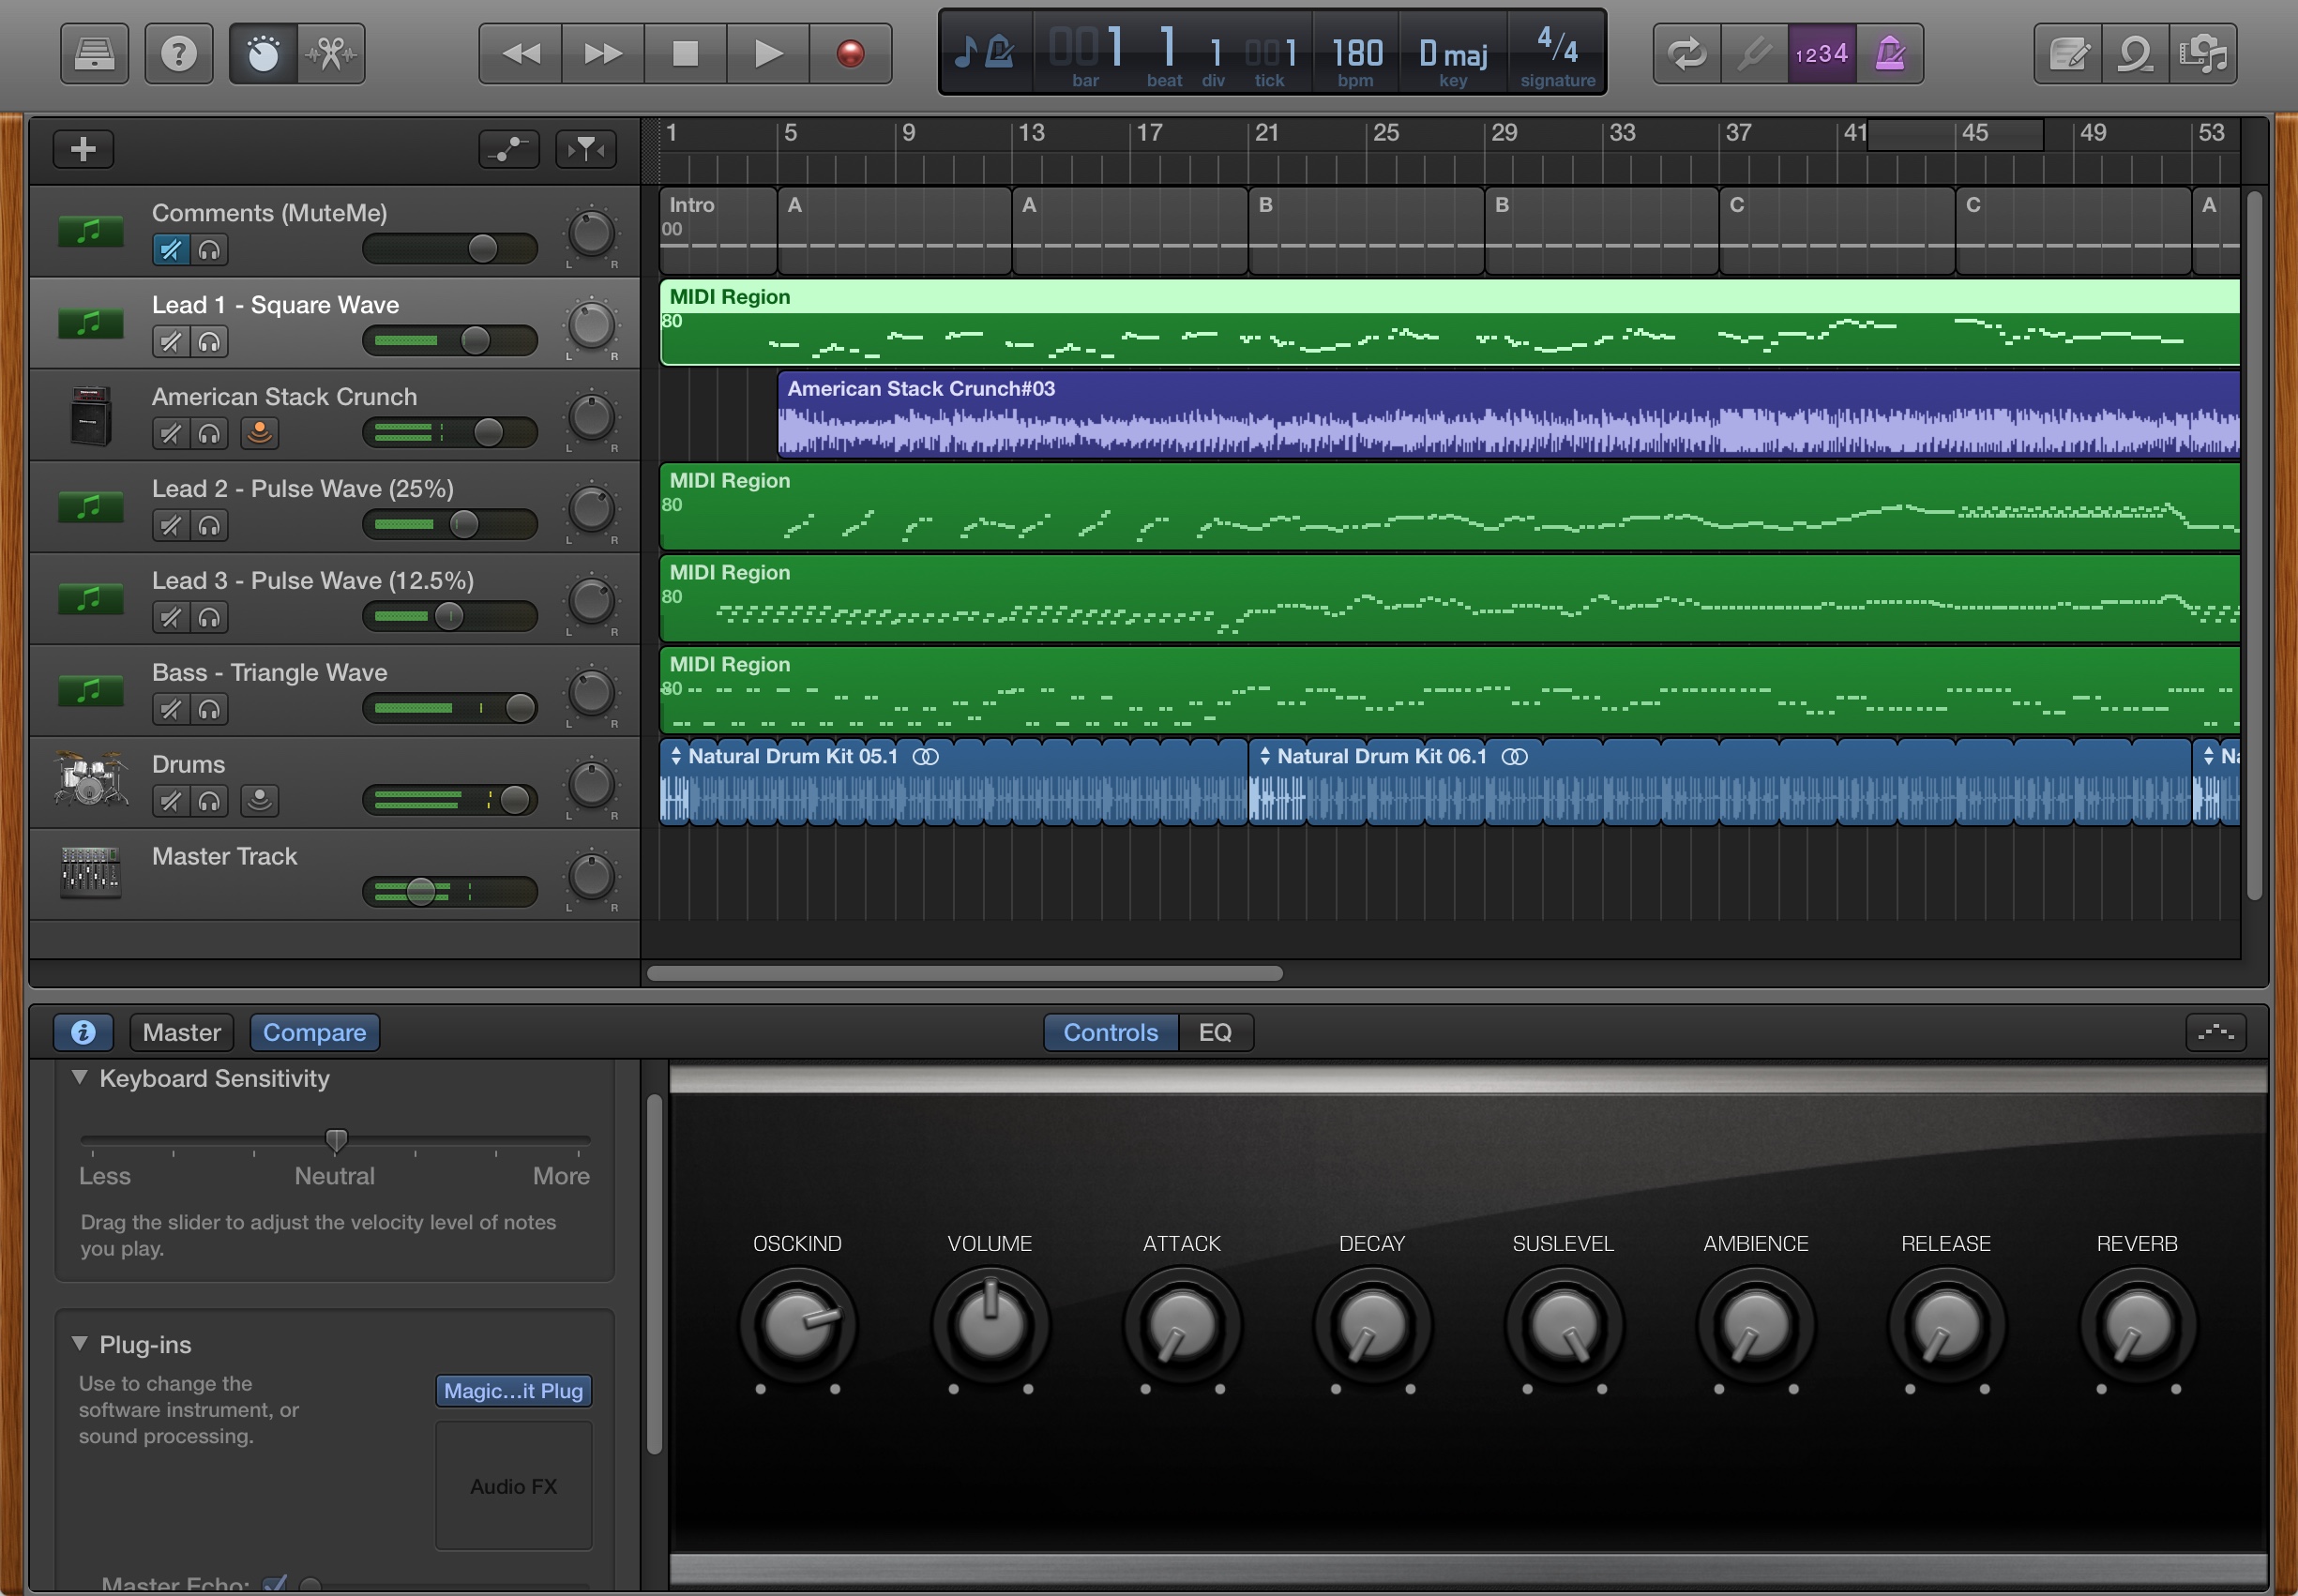 001 1 1 001 180 D maj 4/4
bar beat div tick bpm key signature
1234
1 5 9 13 17 21 25 29 33 37 41 45 49 53
Comments (MuteMe)
L R
Intro A A B B C C A
00
Lead 1 - Square Wave
L R
MIDI Region
80
American Stack Crunch
L R
American Stack Crunch#03
Lead 2 - Pulse Wave (25%)
L R
MIDI Region
80
Lead 3 - Pulse Wave (12.5%)
L R
MIDI Region
80
Bass - Triangle Wave
L R
MIDI Region
80
Drums
L R
Natural Drum Kit 05.1 Natural Drum Kit 06.1 Na
Master Track
L R
i Master Compare Controls EQ
Keyboard Sensitivity
Less Neutral More
Drag the slider to adjust the velocity level of notes
you play.
Plug-ins
Use to change the
software instrument, or
sound processing.
Magic...it Plug
Audio FX
Master Echo:
OSCKIND VOLUME ATTACK DECAY SUSLEVEL AMBIENCE RELEASE REVERB